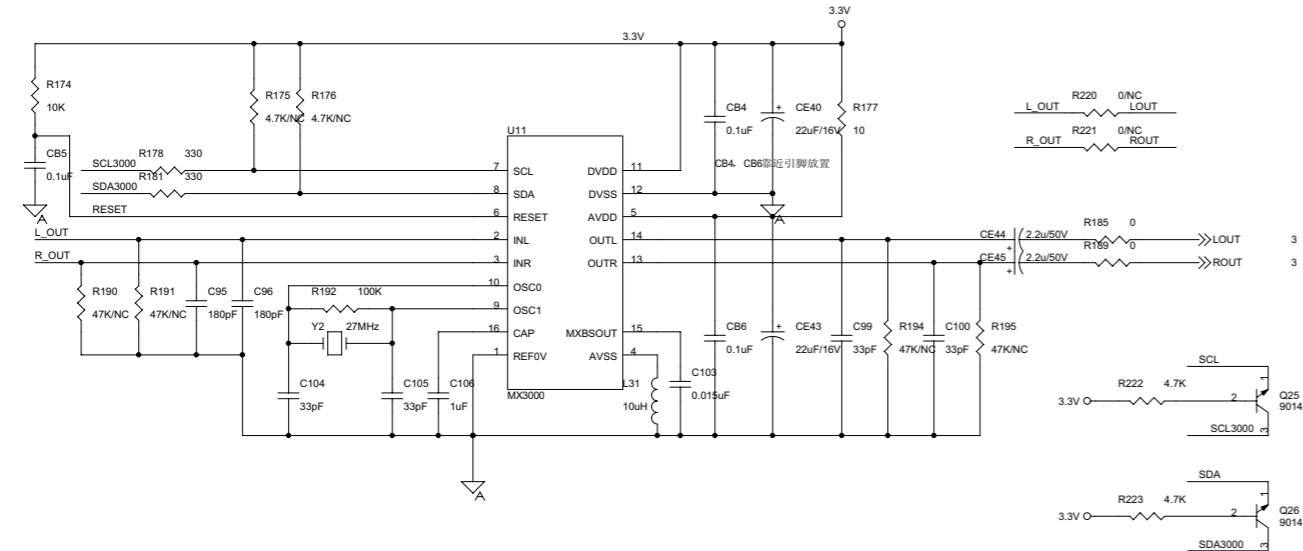 3.3V
3.3V
R174
10K
R175
4.7K/NC
R176
4.7K/NC
CB4
0.1uF
CE40
22uF/16V
+
R177
10
R220 0/NC
L_OUT LOUT
R221 0/NC
R_OUT ROUT
U11
CB5
0.1uF
SCL3000
R178 330
SDA3000
R181 330
RESET
L_OUT
R_OUT
A
CB4、CB6靠近引脚放置
A
7 SCL DVDD 11
8 SDA DVSS 12
6 RESET AVDD 5
2 INL OUTL 14
3 INR OUTR 13
10 OSC0
9 OSC1
16 CAP MXBSOUT 15
1 REF0V AVSS 4
MX3000
CE44 2.2u/50V
+
R185 0
LOUT 3
CE45 2.2u/50V
+
R189 0
ROUT 3
R190
47K/NC
R191
47K/NC
C95
180pF
C96
180pF
R192 100K
Y2 27MHz
C104
33pF
C105
33pF
C106
1uF
L31
10uH
C103
0.015uF
CB6
0.1uF
CE43
22uF/16V
+
C99
33pF
R194
47K/NC
C100
33pF
R195
47K/NC
A
SCL
R222 4.7K
3.3V
1
2
3
Q25
9014
SCL3000
SDA
R223 4.7K
3.3V
1
2
3
Q26
9014
SDA3000